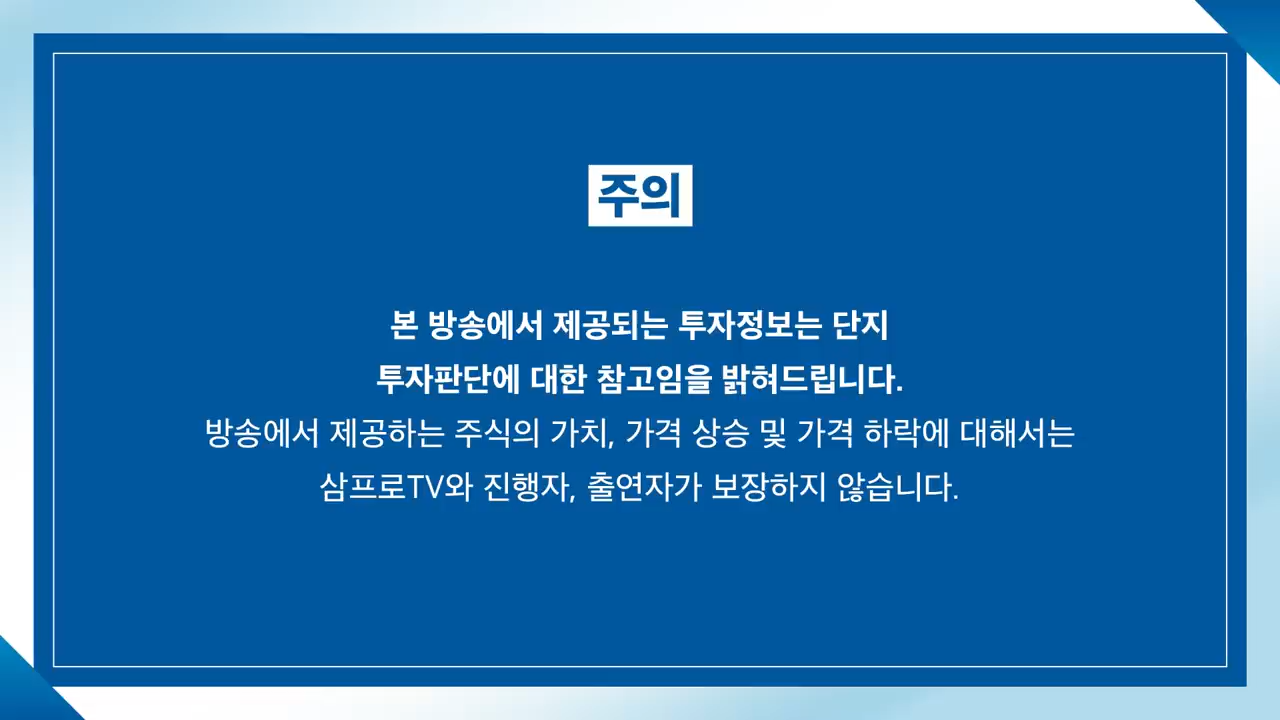 주의
본 방송에서 제공되는 투자정보는 단지
투자판단에 대한 참고임을 밝혀드립니다.
방송에서 제공하는 주식의 가치, 가격 상승 및 가격 하락에 대해서는
삼프로TV와 진행자, 출연자가 보장하지 않습니다.